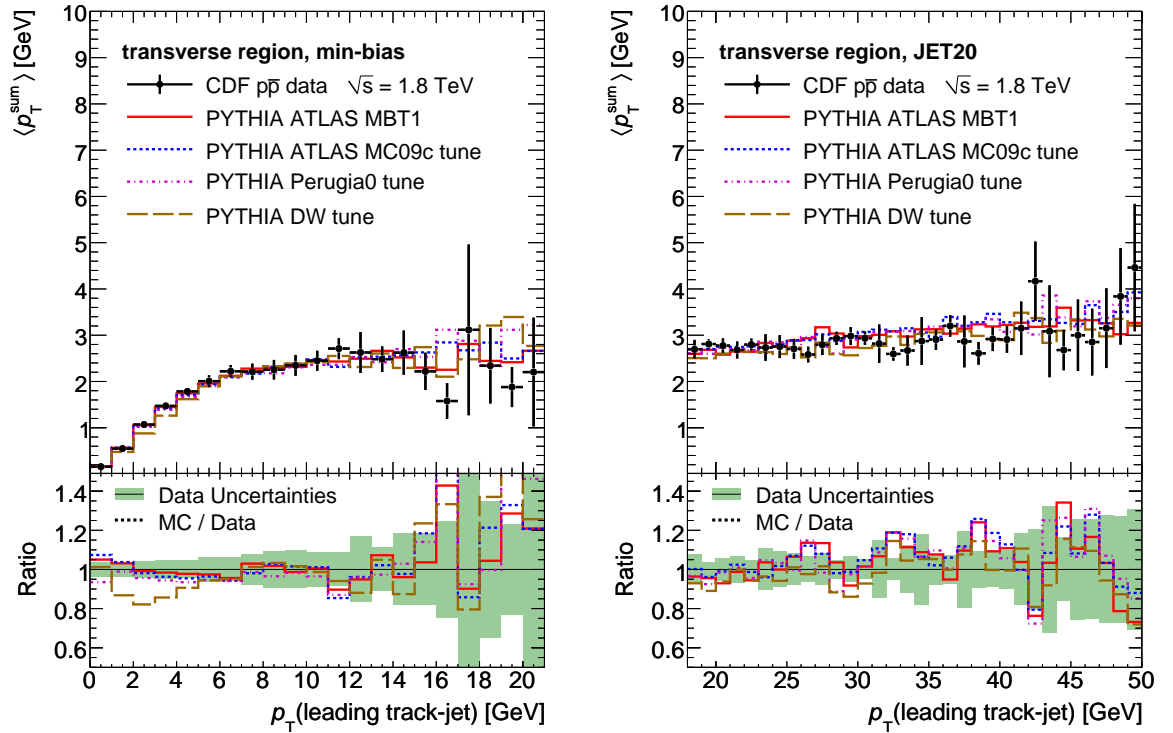 ⟨p_T^sum⟩ [GeV]
10
9
8
7
6
5
4
3
2
1
transverse region, min-bias
CDF pp̄ data √s = 1.8 TeV
PYTHIA ATLAS MBT1
PYTHIA ATLAS MC09c tune
PYTHIA Perugia0 tune
PYTHIA DW tune
Ratio
1.4
1.2
1
0.8
0.6
Data Uncertainties
MC / Data
0 2 4 6 8 10 12 14 16 18 20
p_T(leading track-jet) [GeV]
⟨p_T^sum⟩ [GeV]
10
9
8
7
6
5
4
3
2
1
transverse region, JET20
CDF pp̄ data √s = 1.8 TeV
PYTHIA ATLAS MBT1
PYTHIA ATLAS MC09c tune
PYTHIA Perugia0 tune
PYTHIA DW tune
Ratio
1.4
1.2
1
0.8
0.6
Data Uncertainties
MC / Data
20 25 30 35 40 45 50
p_T(leading track-jet) [GeV]